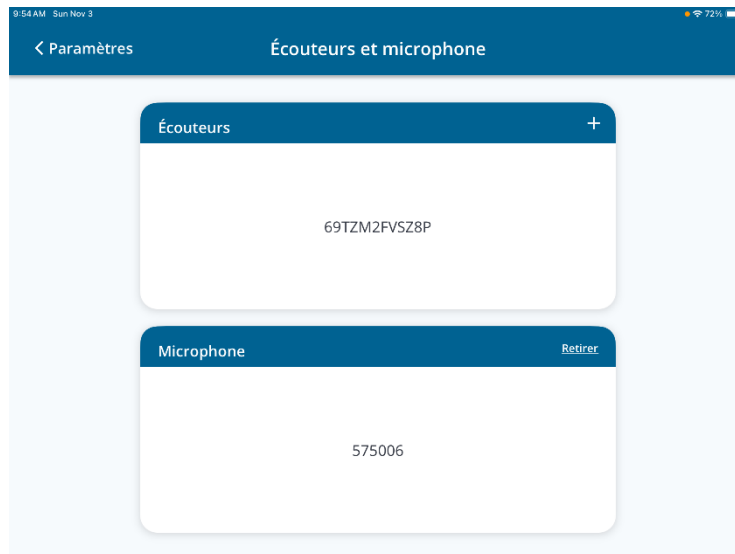 9:54 AM Sun Nov 3 72%
Paramètres Écouteurs et microphone
Écouteurs +
69TZM2FVSZ8P
Microphone Retirer
575006